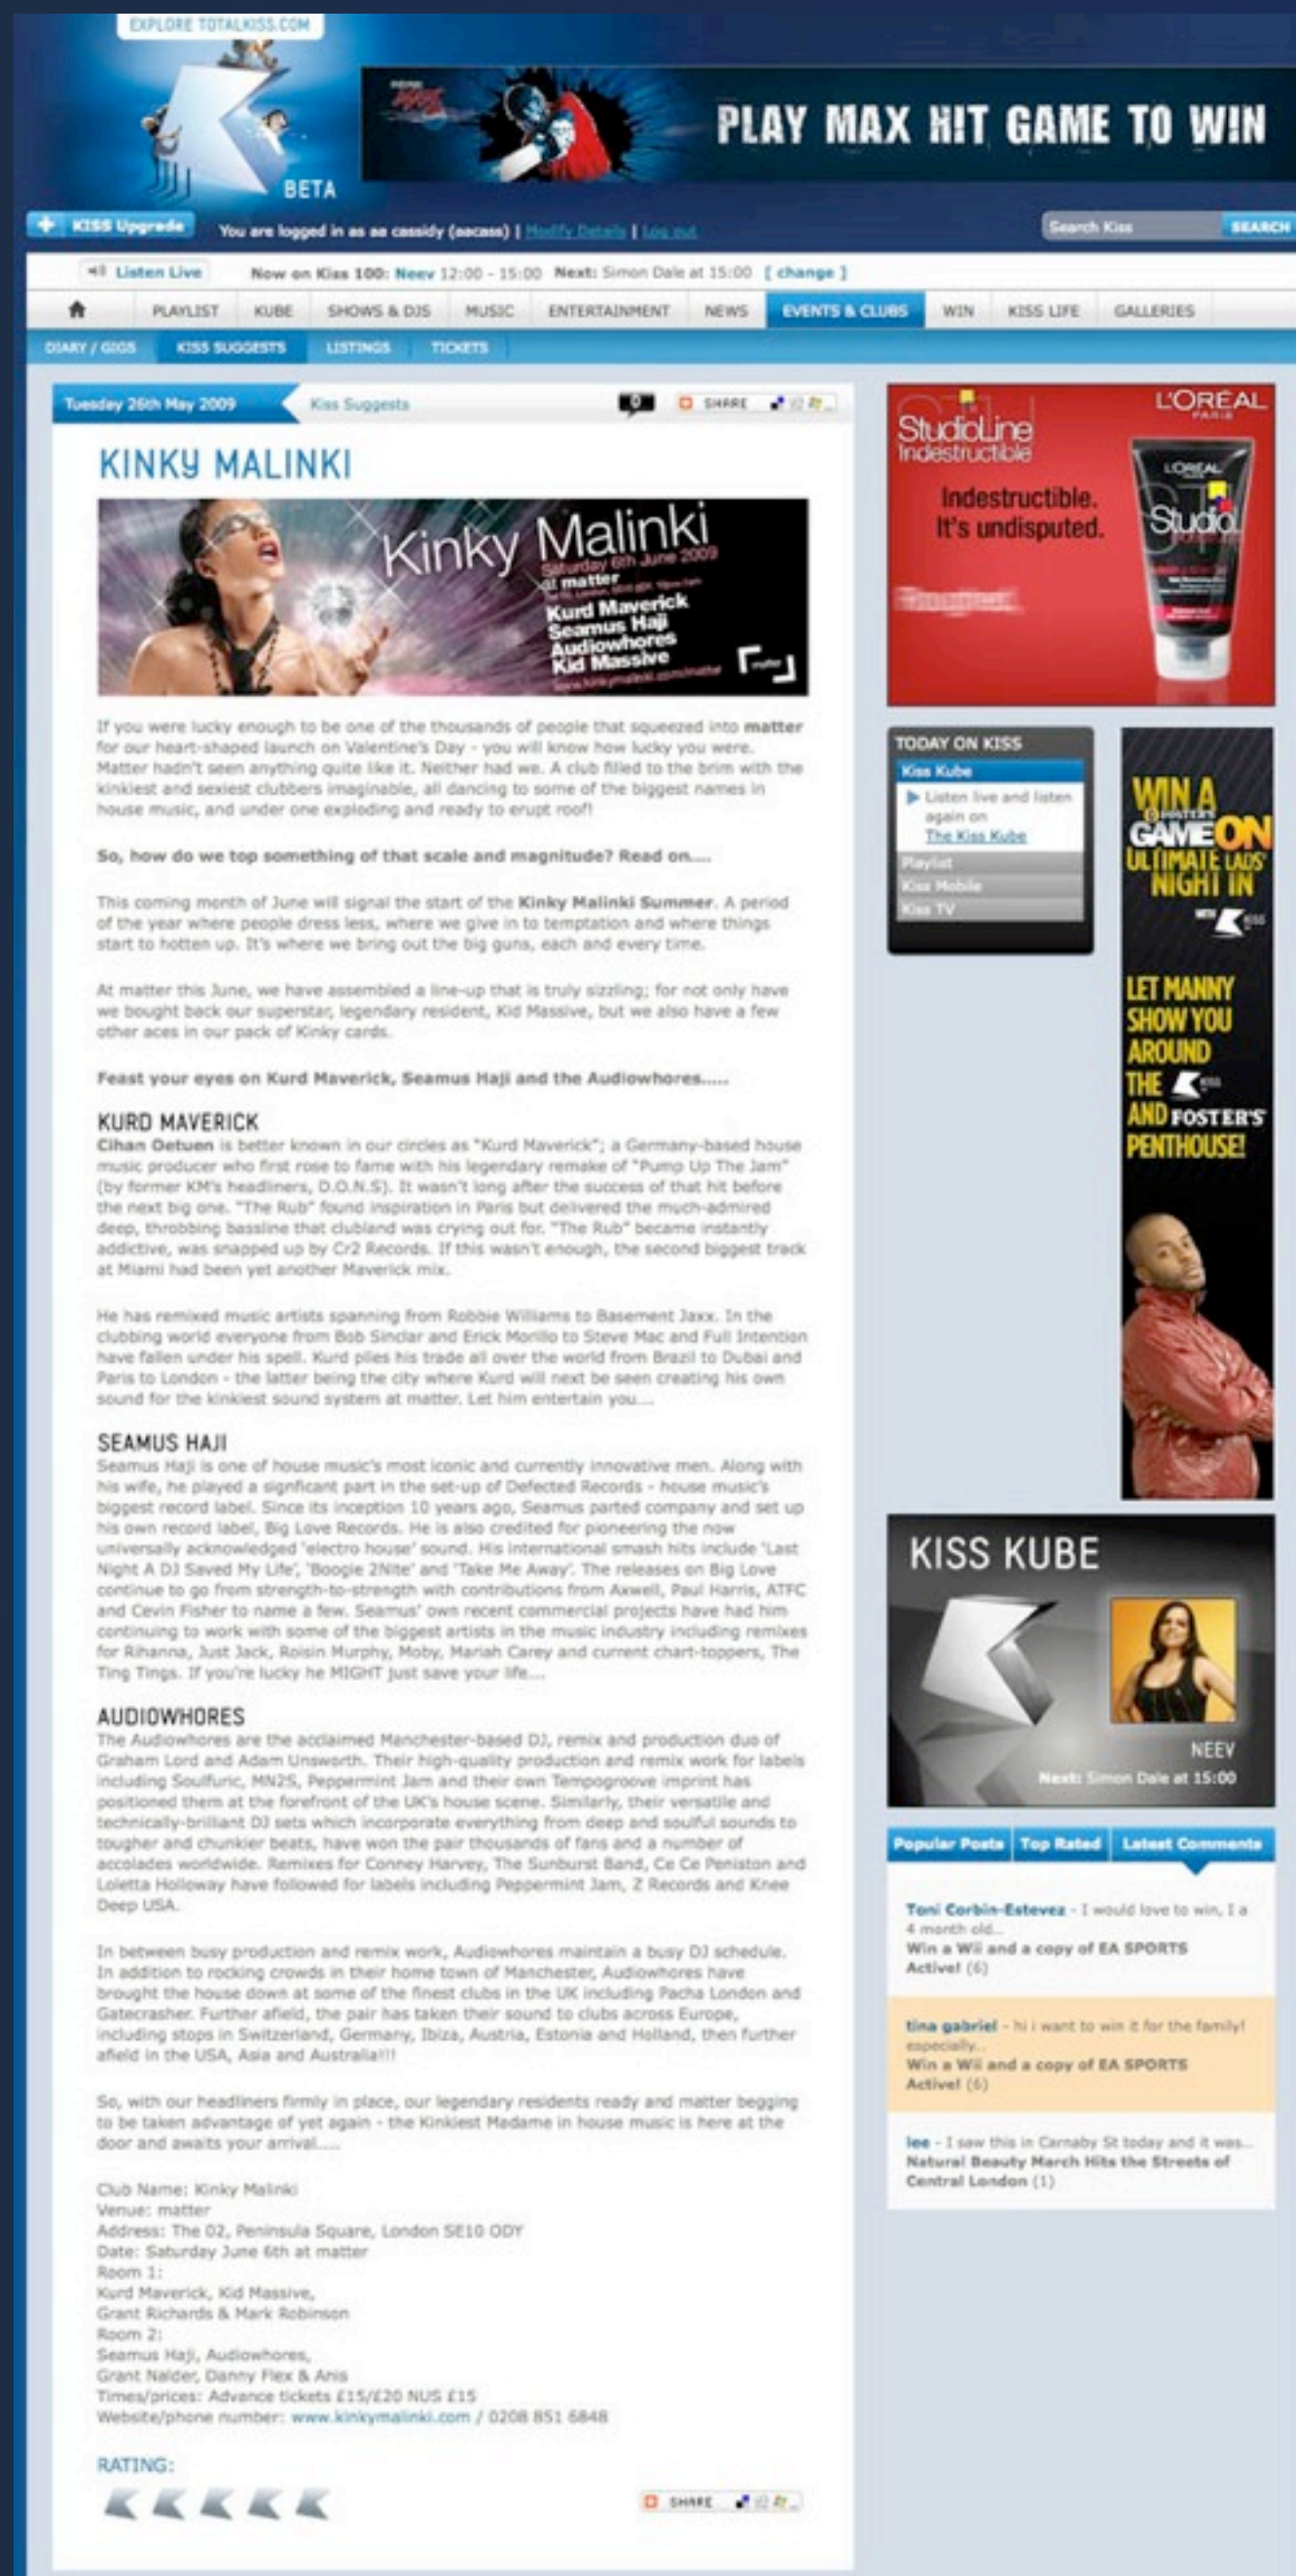 EXPLORE TOTALKISS.COM
BETA
PLAY MAX HIT GAME TO WIN
KISS Upgrade
You are logged in as aa cassidy (aacass) | Modify Details | Log out
Search Kiss
SEARCH
Listen Live
Now on Kiss 100: Neev 12:00 - 15:00 Next: Simon Dale at 15:00 [ change ]
PLAYLIST KUBE SHOWS & DJS MUSIC ENTERTAINMENT NEWS EVENTS & CLUBS WIN KISS LIFE GALLERIES
DIARY / GIGS KISS SUGGESTS LISTINGS TICKETS
Tuesday 26th May 2009
Kiss Suggests
0
SHARE
KINKY MALINKI
Kinky Malinki
Saturday 6th June 2009
at matter
Kurd Maverick
Seamus Haji
Audiowhores
Kid Massive
www.kinkymalinki.com/matter
matter
If you were lucky enough to be one of the thousands of people that squeezed into matter
for our heart-shaped launch on Valentine's Day - you will know how lucky you were.
Matter hadn't seen anything quite like it. Neither had we. A club filled to the brim with the
kinkiest and sexiest clubbers imaginable, all dancing to some of the biggest names in
house music, and under one exploding and ready to erupt roof!
So, how do we top something of that scale and magnitude? Read on....
This coming month of June will signal the start of the Kinky Malinki Summer. A period
of the year where people dress less, where we give in to temptation and where things
start to hotten up. It's where we bring out the big guns, each and every time.
At matter this June, we have assembled a line-up that is truly sizzling; for not only have
we bought back our superstar, legendary resident, Kid Massive, but we also have a few
other aces in our pack of Kinky cards.
Feast your eyes on Kurd Maverick, Seamus Haji and the Audiowhores.....
KURD MAVERICK
Cihan Oetuen is better known in our circles as "Kurd Maverick"; a Germany-based house
music producer who first rose to fame with his legendary remake of "Pump Up The Jam"
(by former KM's headliners, D.O.N.S). It wasn't long after the success of that hit before
the next big one. "The Rub" found inspiration in Paris but delivered the much-admired
deep, throbbing bassline that clubland was crying out for. "The Rub" became instantly
addictive, was snapped up by Cr2 Records. If this wasn't enough, the second biggest track
at Miami had been yet another Maverick mix.
He has remixed music artists spanning from Robbie Williams to Basement Jaxx. In the
clubbing world everyone from Bob Sinclar and Erick Morillo to Steve Mac and Full Intention
have fallen under his spell. Kurd plies his trade all over the world from Brazil to Dubai and
Paris to London - the latter being the city where Kurd will next be seen creating his own
sound for the kinkiest sound system at matter. Let him entertain you....
SEAMUS HAJI
Seamus Haji is one of house music's most iconic and currently innovative men. Along with
his wife, he played a signficant part in the set-up of Defected Records - house music's
biggest record label. Since its inception 10 years ago, Seamus parted company and set up
his own record label, Big Love Records. He is also credited for pioneering the now
universally acknowledged 'electro house' sound. His international smash hits include 'Last
Night A DJ Saved My Life', 'Boogie 2Nite' and 'Take Me Away'. The releases on Big Love
continue to go from strength-to-strength with contributions from Axwell, Paul Harris, ATFC
and Cevin Fisher to name a few. Seamus' own recent commercial projects have had him
continuing to work with some of the biggest artists in the music industry including remixes
for Rihanna, Just Jack, Roisin Murphy, Moby, Mariah Carey and current chart-toppers, The
Ting Tings. If you're lucky he MIGHT just save your life....
AUDIOWHORES
The Audiowhores are the acclaimed Manchester-based DJ, remix and production duo of
Graham Lord and Adam Unsworth. Their high-quality production and remix work for labels
including Soulfuric, MN2S, Peppermint Jam and their own Tempogroove imprint has
positioned them at the forefront of the UK's house scene. Similarly, their versatile and
technically-brilliant DJ sets which incorporate everything from deep and soulful sounds to
tougher and chunkier beats, have won the pair thousands of fans and a number of
accolades worldwide. Remixes for Conney Harvey, The Sunburst Band, Ce Ce Peniston and
Loletta Holloway have followed for labels including Peppermint Jam, Z Records and Knee
Deep USA.
In between busy production and remix work, Audiowhores maintain a busy DJ schedule.
In addition to rocking crowds in their home town of Manchester, Audiowhores have
brought the house down at some of the finest clubs in the UK including Pacha London and
Gatecrasher. Further afield, the pair has taken their sound to clubs across Europe,
including stops in Switzerland, Germany, Ibiza, Austria, Estonia and Holland, then further
afield in the USA, Asia and Australia!!!
So, with our headliners firmly in place, our legendary residents ready and matter begging
to be taken advantage of yet again - the Kinkiest Madame in house music is here at the
door and awaits your arrival.....
Club Name: Kinky Malinki
Venue: matter
Address: The 02, Peninsula Square, London SE10 ODY
Date: Saturday June 6th at matter
Room 1:
Kurd Maverick, Kid Massive,
Grant Richards & Mark Robinson
Room 2:
Seamus Haji, Audiowhores,
Grant Nalder, Danny Flex & Anis
Times/prices: Advance tickets £15/£20 NUS £15
Website/phone number: www.kinkymalinki.com / 0208 851 6848
RATING:
SHARE
StudioLine
Indestructible
L'ORÉAL
PARIS
Indestructible.
It's undisputed.
L'ORÉAL
Studio
TODAY ON KISS
Kiss Kube
Listen live and listen
again on
The Kiss Kube
Playlist
Kiss Mobile
Kiss TV
WIN A
FOSTER'S
GAME ON
ULTIMATE LADS'
NIGHT IN
WITH KISS
LET MANNY
SHOW YOU
AROUND
THE KISS
AND FOSTER'S
PENTHOUSE!
KISS KUBE
NEEV
Next: Simon Dale at 15:00
Popular Posts Top Rated Latest Comments
Toni Corbin-Estevez - I would love to win, I a
4 month old...
Win a Wii and a copy of EA SPORTS
Active! (6)
tina gabriel - hi i want to win it for the family!
especially...
Win a Wii and a copy of EA SPORTS
Active! (6)
lee - I saw this in Carnaby St today and it was...
Natural Beauty March Hits the Streets of
Central London (1)